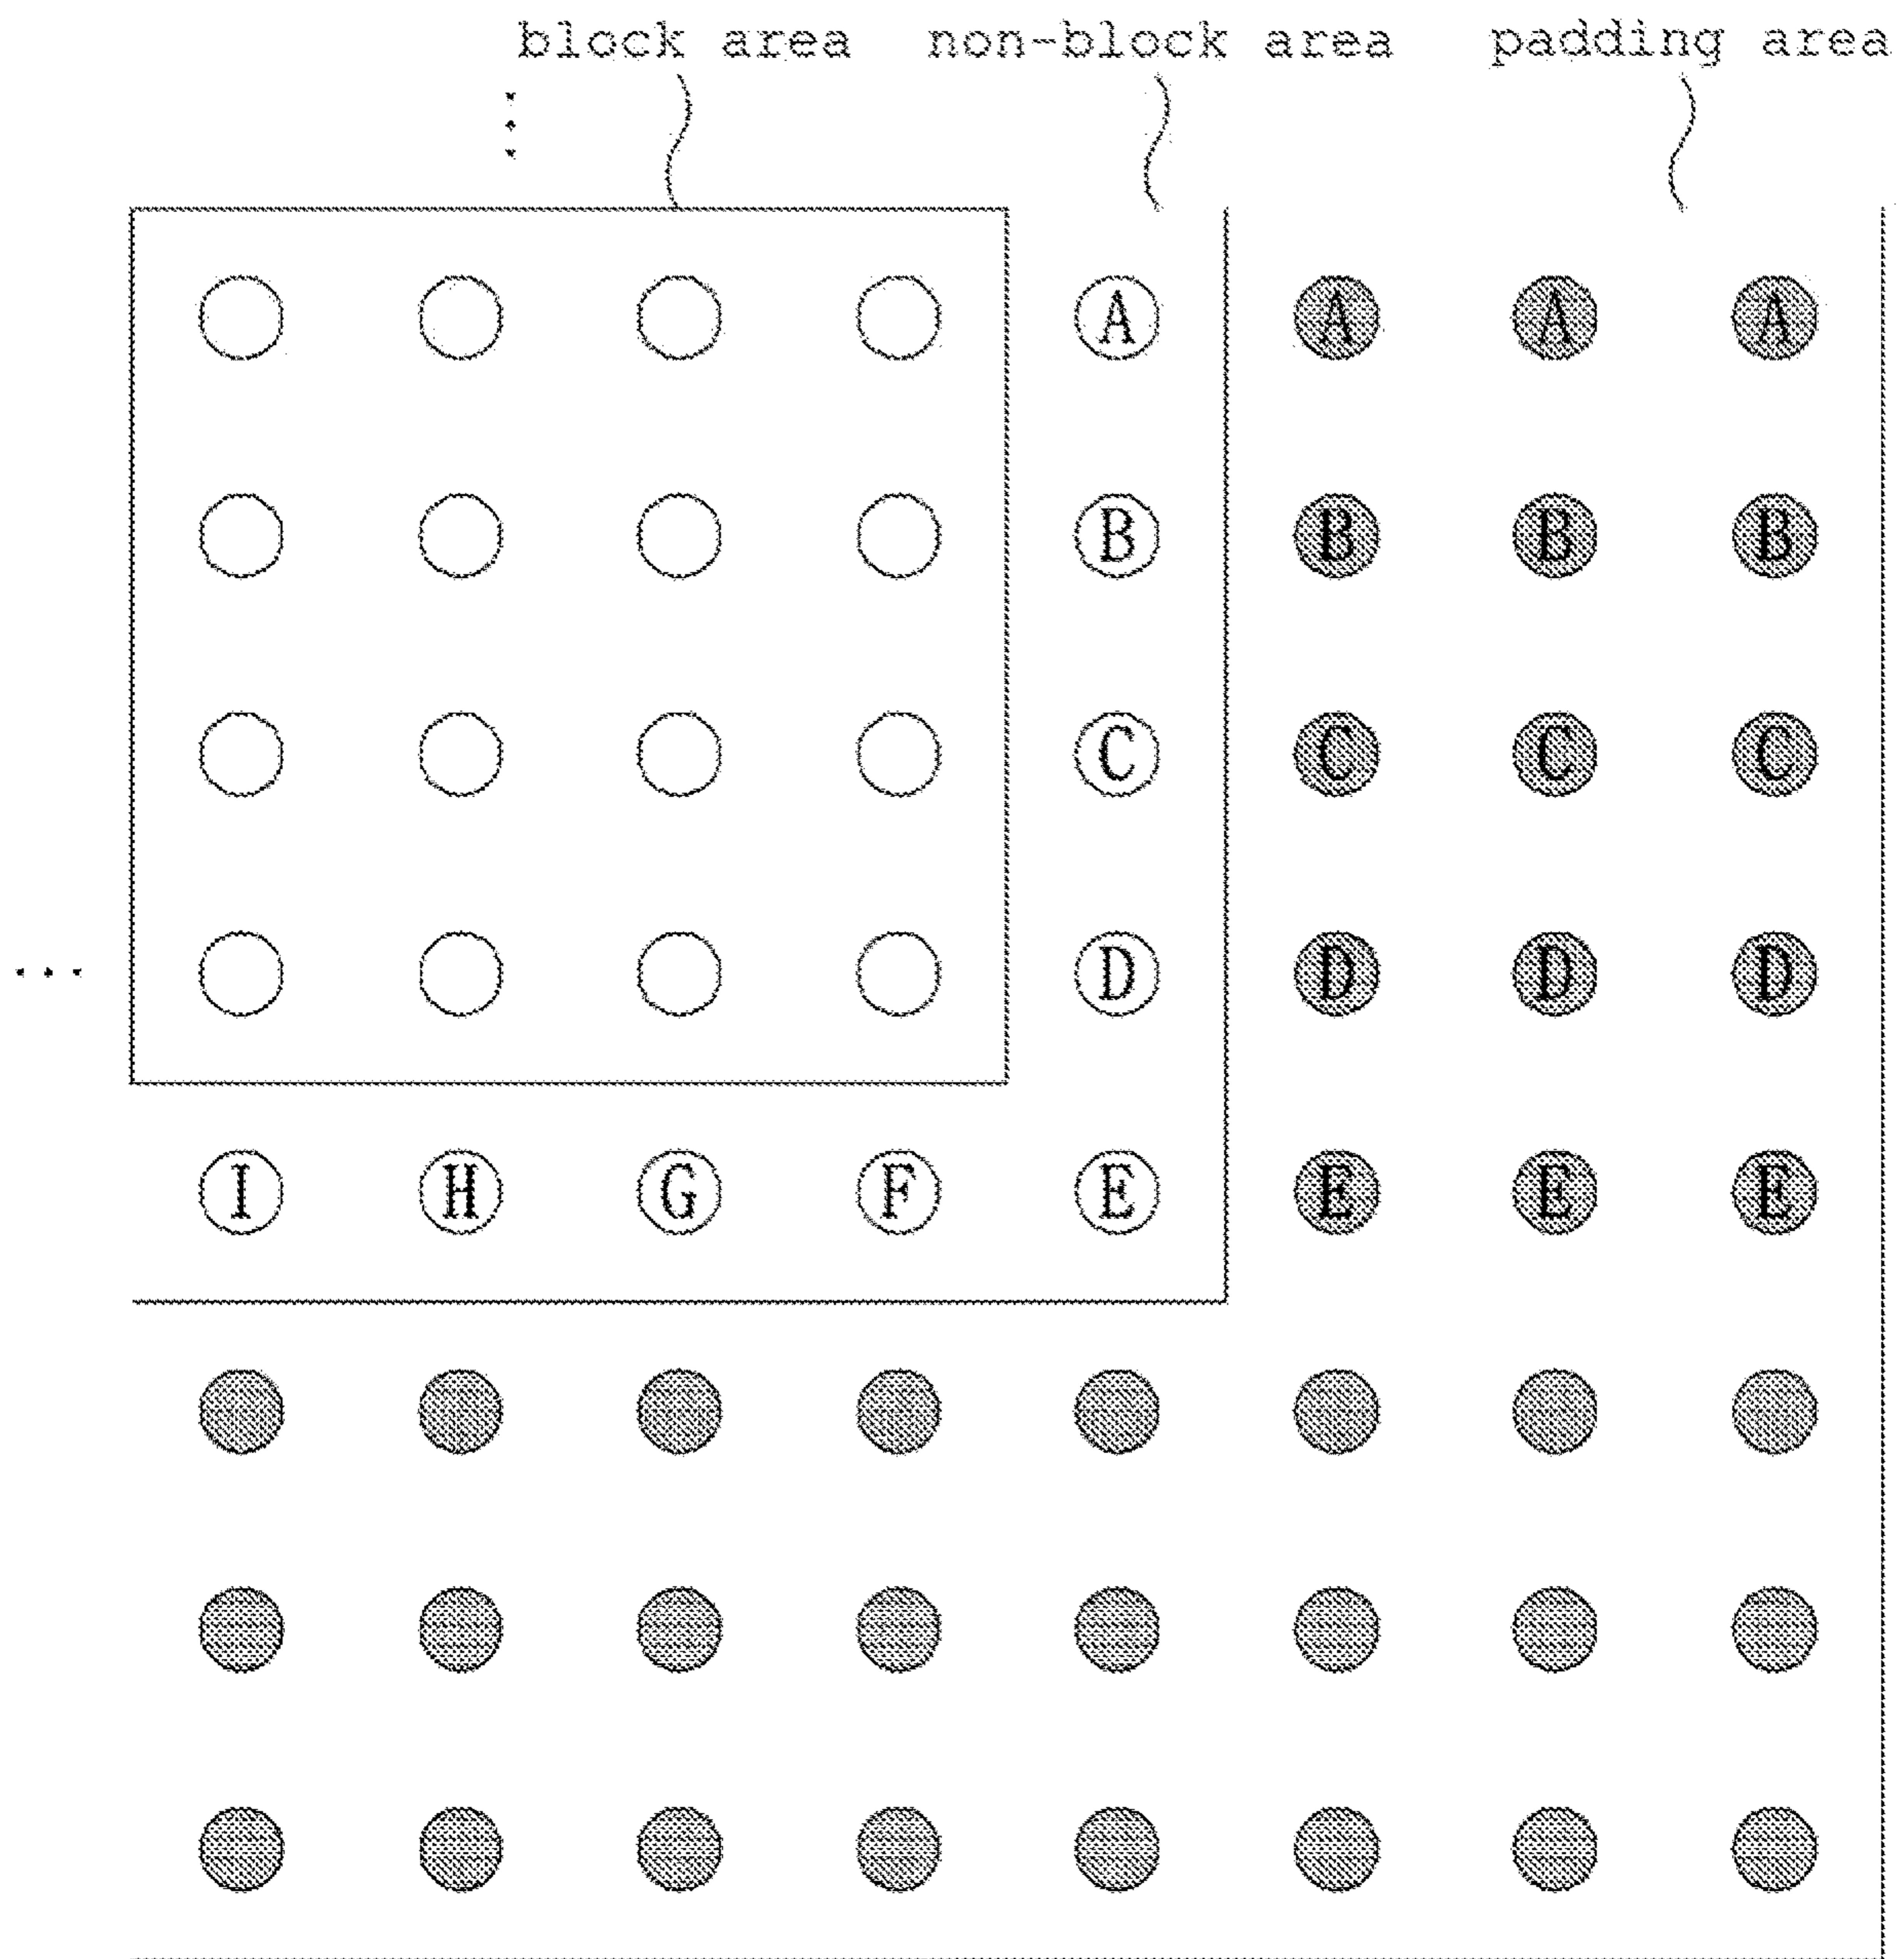 block area non-block area padding area
A A A A
B B B B
C C C C
D D D D
I H G F E E E E